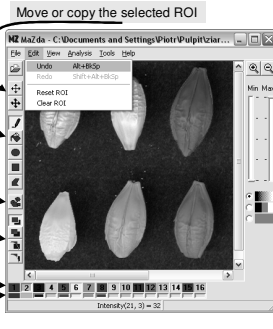 Move or copy the selected ROI
MZ MaZda - C:\Documents and Settings\Piotr\Pulpit\ziar...
File Edit View Analysis Tools Help
Undo Alt+BkSp
Redo Shift+Alt+BkSp
Reset ROI
Clear ROI
Min Max
1 2 3 4 5 6 7 8 9 10 11 12 13 14 15 16
Intensity(21, 3) = 32